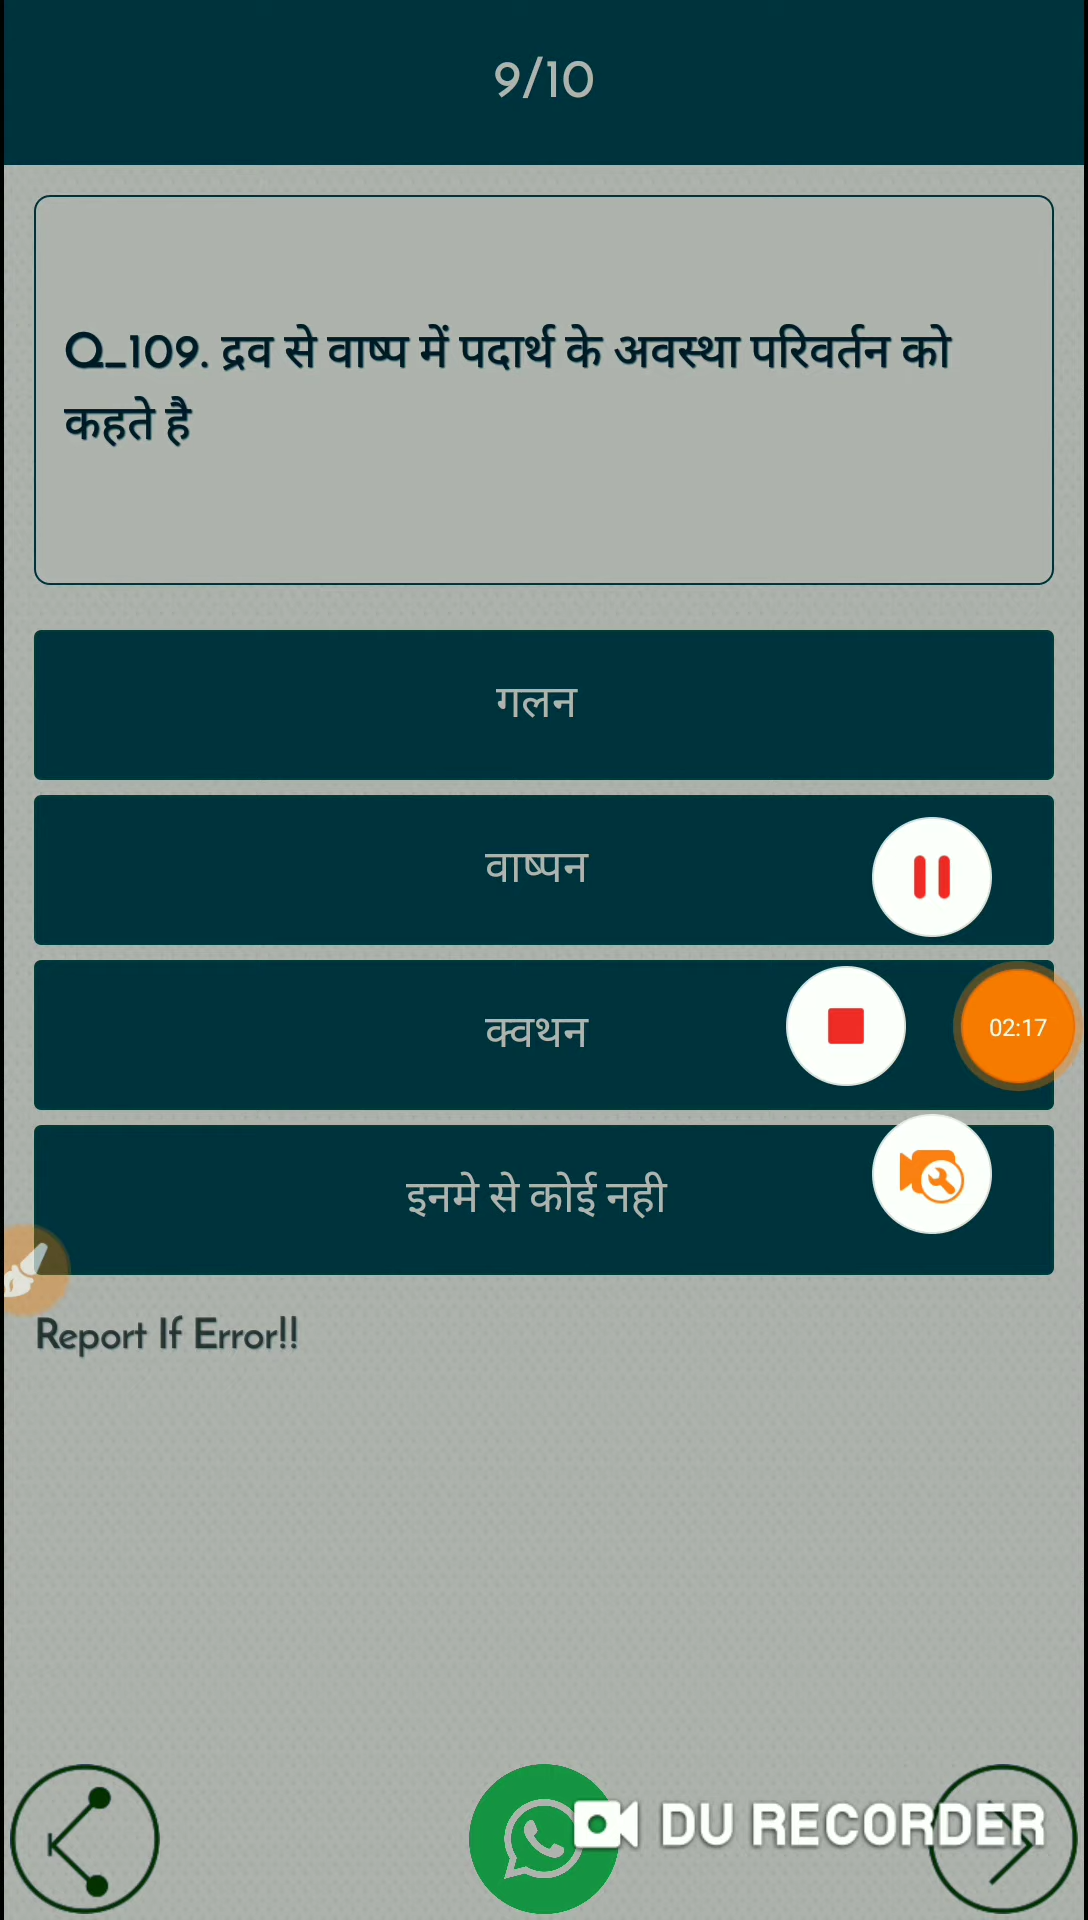 9/10
Q_109. द्रव से वाष्प में पदार्थ के अवस्था परिवर्तन को
कहते है
गलन
वाष्पन
क्वथन
02:17
इनमे से कोई नही
Report If Error!!
DU RECORDER